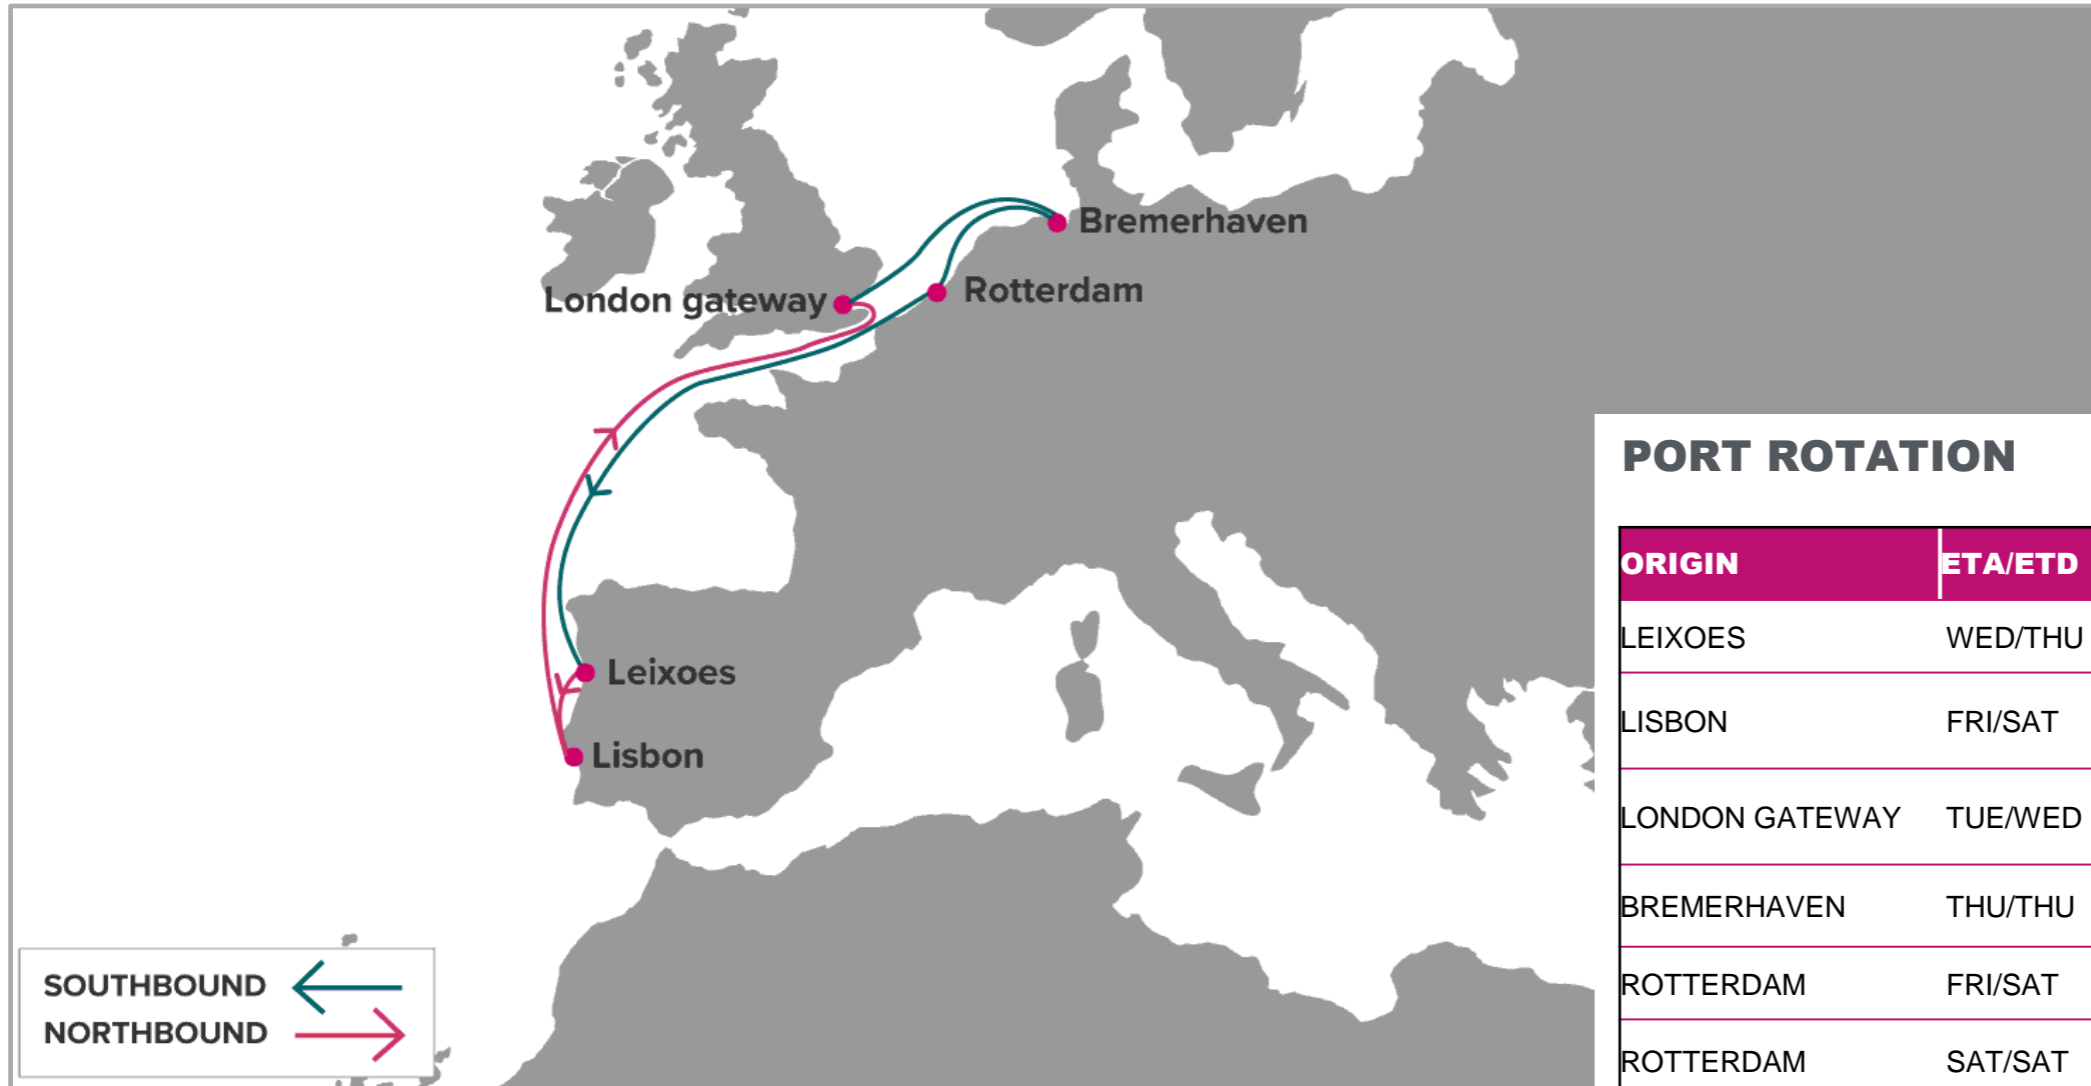 Bremerhaven
Rotterdam
London gateway
Leixoes
Lisbon
SOUTHBOUND
NORTHBOUND
PORT ROTATION
ORIGIN ETA/ETD
LEIXOES WED/THU
LISBON FRI/SAT
LONDON GATEWAY TUE/WED
BREMERHAVEN THU/THU
ROTTERDAM FRI/SAT
ROTTERDAM SAT/SAT